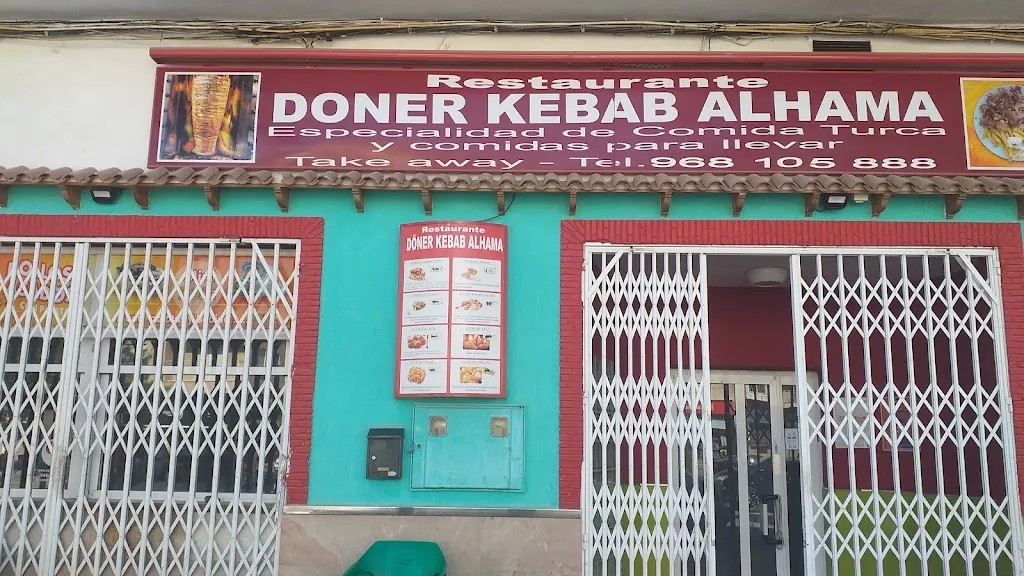 Restaurante
DONER KEBAB ALHAMA
Especialidad de Comida Turca
y comidas para llevar
Take away - Tel.968 105 888
Restaurante
DÖNER KEBAB ALHAMA